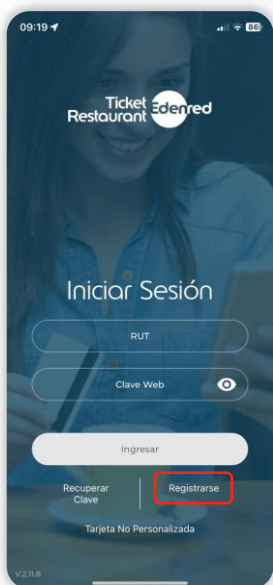 09:19
86
Ticket
Restaurant
Edenred
Iniciar Sesión
RUT
Clave Web
Ingresar
Recuperar
Clave
Registrarse
Tarjeta No Personalizada
V.2.11.8